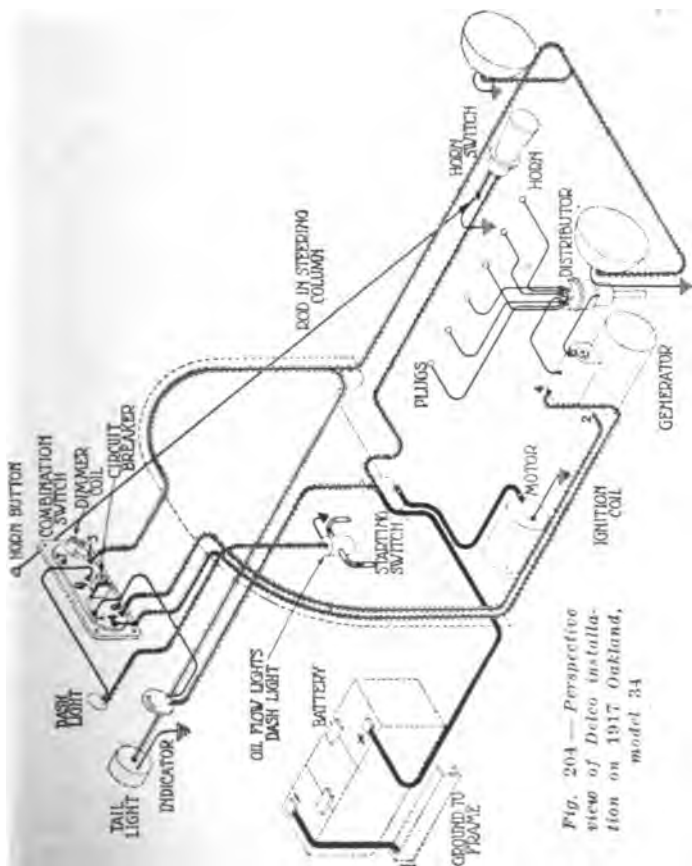 HORN BUTTON
COMBINATION
SWITCH
DIMMER
COIL
CIRCUIT
BREAKER
DASH
LIGHT
TAIL
LIGHT
INDICATOR
OIL FLOW LIGHTS
DASH LIGHT
STARTING
SWITCH
BATTERY
GROUND TO
FRAME
ROD IN STEERING
COLUMN
HORN
SWITCH
HORN
DISTRIBUTOR
PLUGS
GENERATOR
MOTOR
IGNITION
COIL
4
2
Fig. 204 — Perspective
view of Delco installa-
tion on 1917 Oakland,
model 34